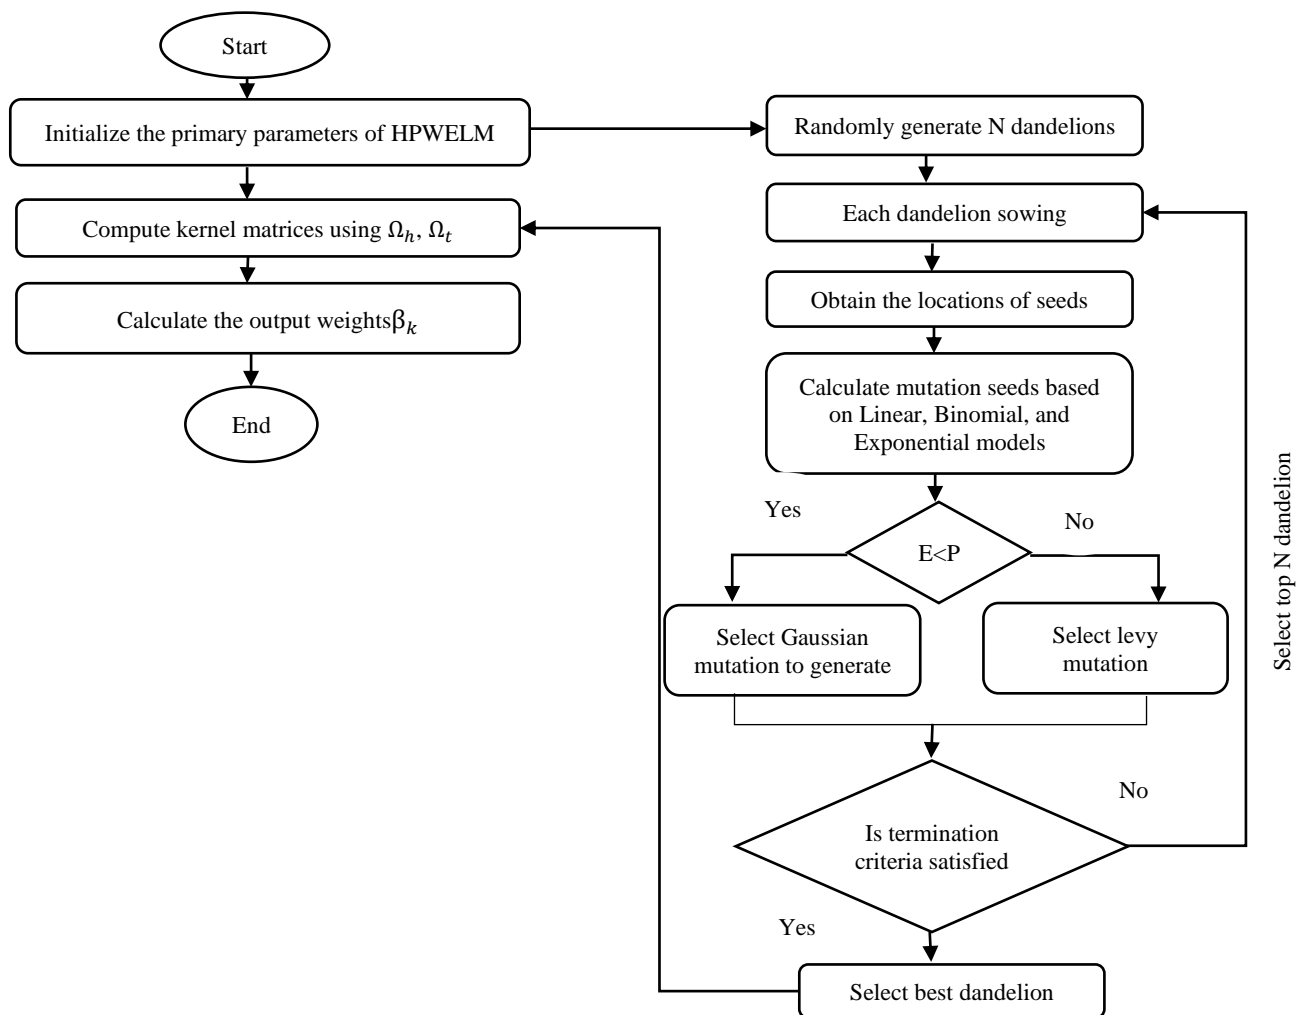 Start
Initialize the primary parameters of HPWELM
Compute kernel matrices using Ωₕ, Ωₜ
Calculate the output weightsβₖ
End
Randomly generate N dandelions
Each dandelion sowing
Obtain the locations of seeds
Calculate mutation seeds based
on Linear, Binomial, and
Exponential models
Yes
No
E<P
Select Gaussian
mutation to generate
Select levy
mutation
Select top N dandelion
Is termination
criteria satisfied
No
Yes
Select best dandelion